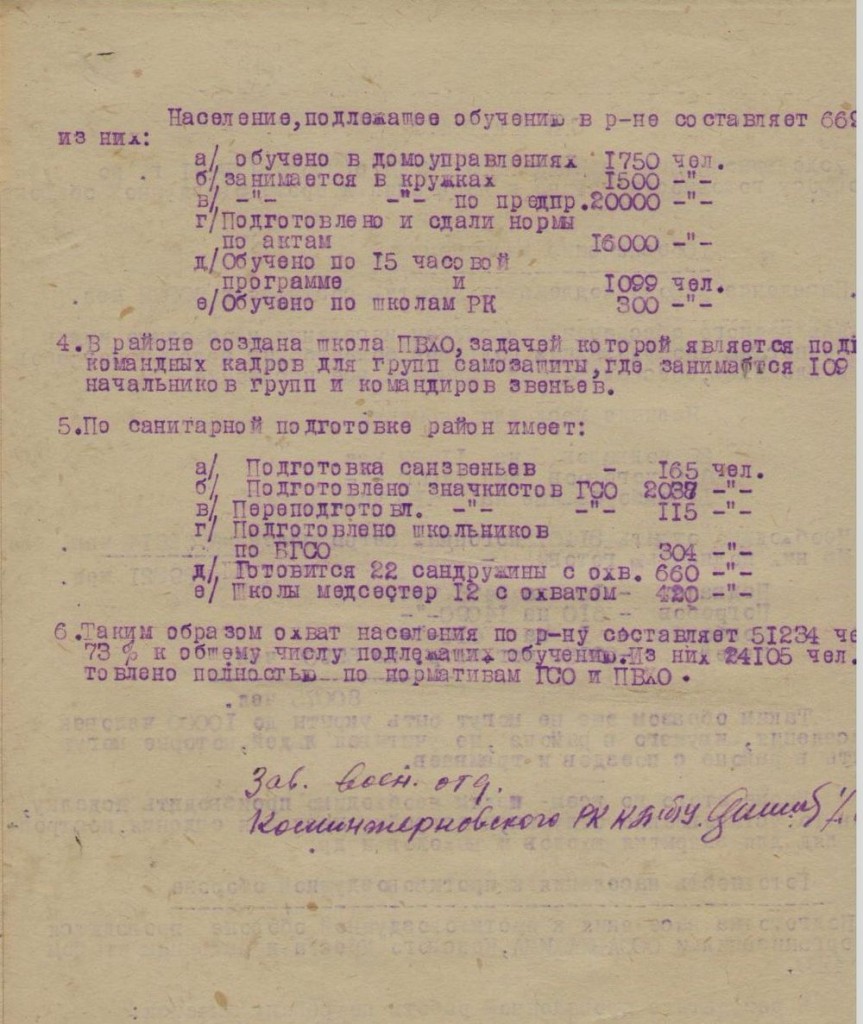 Население,подлежащее обучению в р-не составляет 669
из них:
а/ обучено в домоуправлениях 1750 чел.
б/занимается в кружках 1500 -"-
в/ -"- -"- по предпр.20000 -"-
г/Подготовлено и сдали нормы
по актам 16000 -"-
д/Обучено по 15 часовой
программе и 1099 чел.
е/Обучено по школам РК 300 -"-
4.В районе создана школа ПВХО,задачей которой является под
командных кадров для групп самозащиты,где занимается 109
начальников групп и командиров звеньев.
5.По санитарной подготовке район имеет:
а/ Подготовка санзвеньев - 165 чел.
б/ Подготовлено значкистов ГСО 2037 -"-
в/ Переподготовл. -"- -"- 115 -"-
г/ Подготовлено школьников
по БГСО 304 -"-
д/ Готовится 22 сандружины с охв. 660 -"-
е/ Школы медсестер 12 с охватом- 420 -"-
6.Таким образом охват населения по р-ну составляет 51234 че
73 % к общему числу подлежащих обучению.Из них 24105 чел.
товлено полностью по нормативам ГСО и ПВХО.
Зав. воен. отд.
Коминтерновского РК КП(б)У.